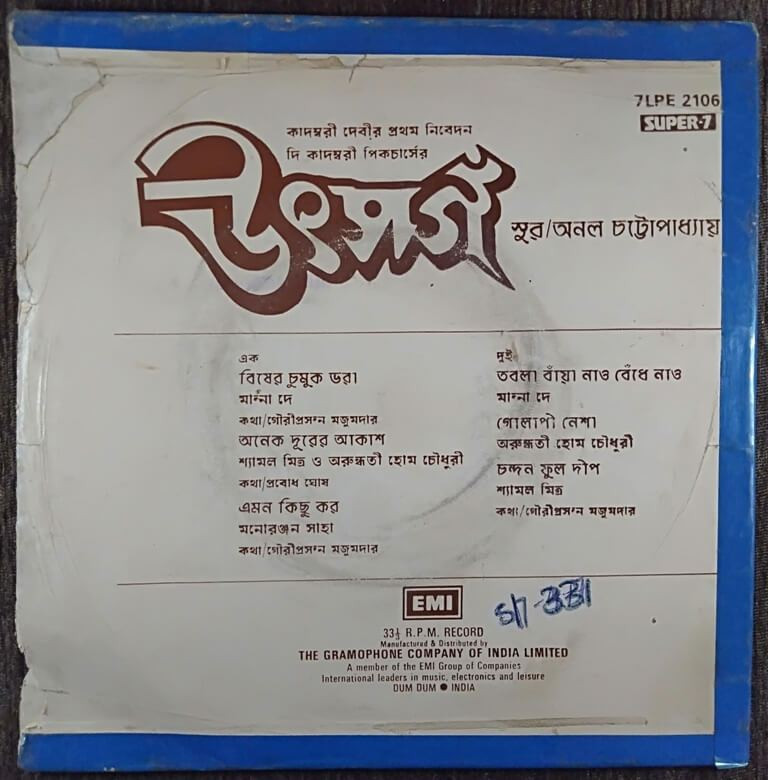 7LPE 2106
SUPER-7
কাদম্বরী দেবীর প্রথম নিবেদন
দি কাদম্বরী পিকচার্সের
উৎসর্গ
সুর/অনল চট্টোপাধ্যায়
এক
বিষের চুমুক ভরা
মান্না দে
কথা/গৌরীপ্রসন্ন মজুমদার
অনেক দূরের আকাশ
শ্যামল মিত্র ও অরুন্ধতী হোম চৌধুরী
কথা/প্রবোধ ঘোষ
এমন কিছু কর
মনোরঞ্জন সাহা
কথা/গৌরীপ্রসন্ন মজুমদার
দুই
তবলা বাঁয়া নাও বেঁধে নাও
মান্না দে
গোলাপী নেশা
অরুন্ধতী হোম চৌধুরী
চন্দন ফুল দীপ
শ্যামল মিত্র
কথা/গৌরীপ্রসন্ন মজুমদার
EMI
33⅓ R.P.M. RECORD
Manufactured & Distributed by
THE GRAMOPHONE COMPANY OF INDIA LIMITED
A member of the EMI Group of Companies
International leaders in music, electronics and leisure
DUM DUM ● INDIA